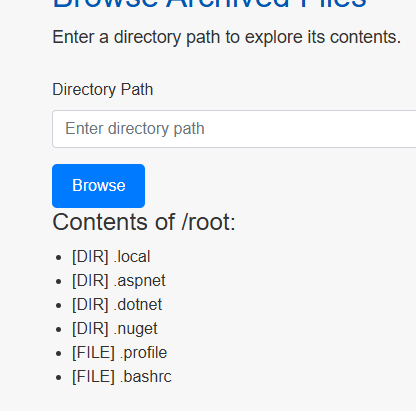 Browse Archived Files
Enter a directory path to explore its contents.
Directory Path
Enter directory path
Browse
Contents of /root:
[DIR] .local
[DIR] .aspnet
[DIR] .dotnet
[DIR] .nuget
[FILE] .profile
[FILE] .bashrc